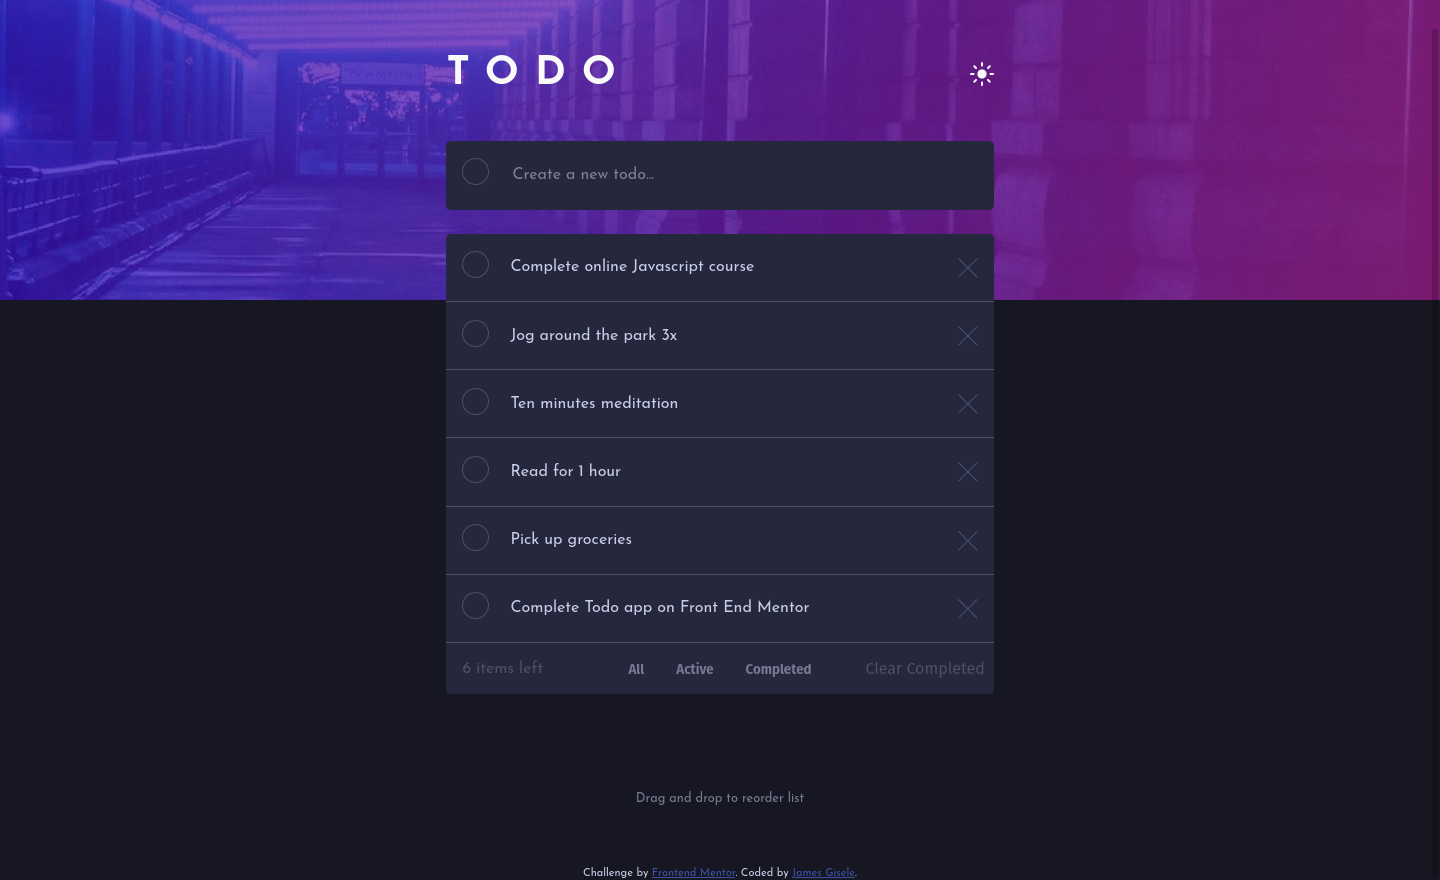 TODO
Create a new todo...
Complete online Javascript course
Jog around the park 3x
Ten minutes meditation
Read for 1 hour
Pick up groceries
Complete Todo app on Front End Mentor
6 items left All Active Completed Clear Completed
Drag and drop to reorder list
Challenge by Frontend Mentor. Coded by James Gisele.